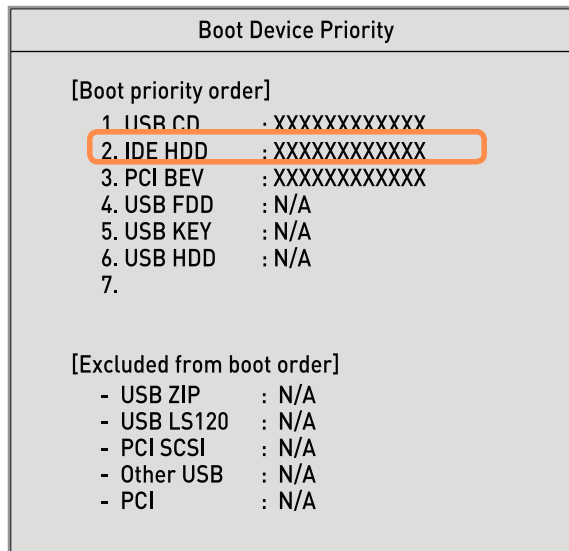 Boot Device Priority
[Boot priority order]
1. USB CD : XXXXXXXXXXXX
2. IDE HDD : XXXXXXXXXXXX
3. PCI BEV : XXXXXXXXXXXX
4. USB FDD : N/A
5. USB KEY : N/A
6. USB HDD : N/A
7.
[Excluded from boot order]
- USB ZIP : N/A
- USB LS120 : N/A
- PCI SCSI : N/A
- Other USB : N/A
- PCI : N/A